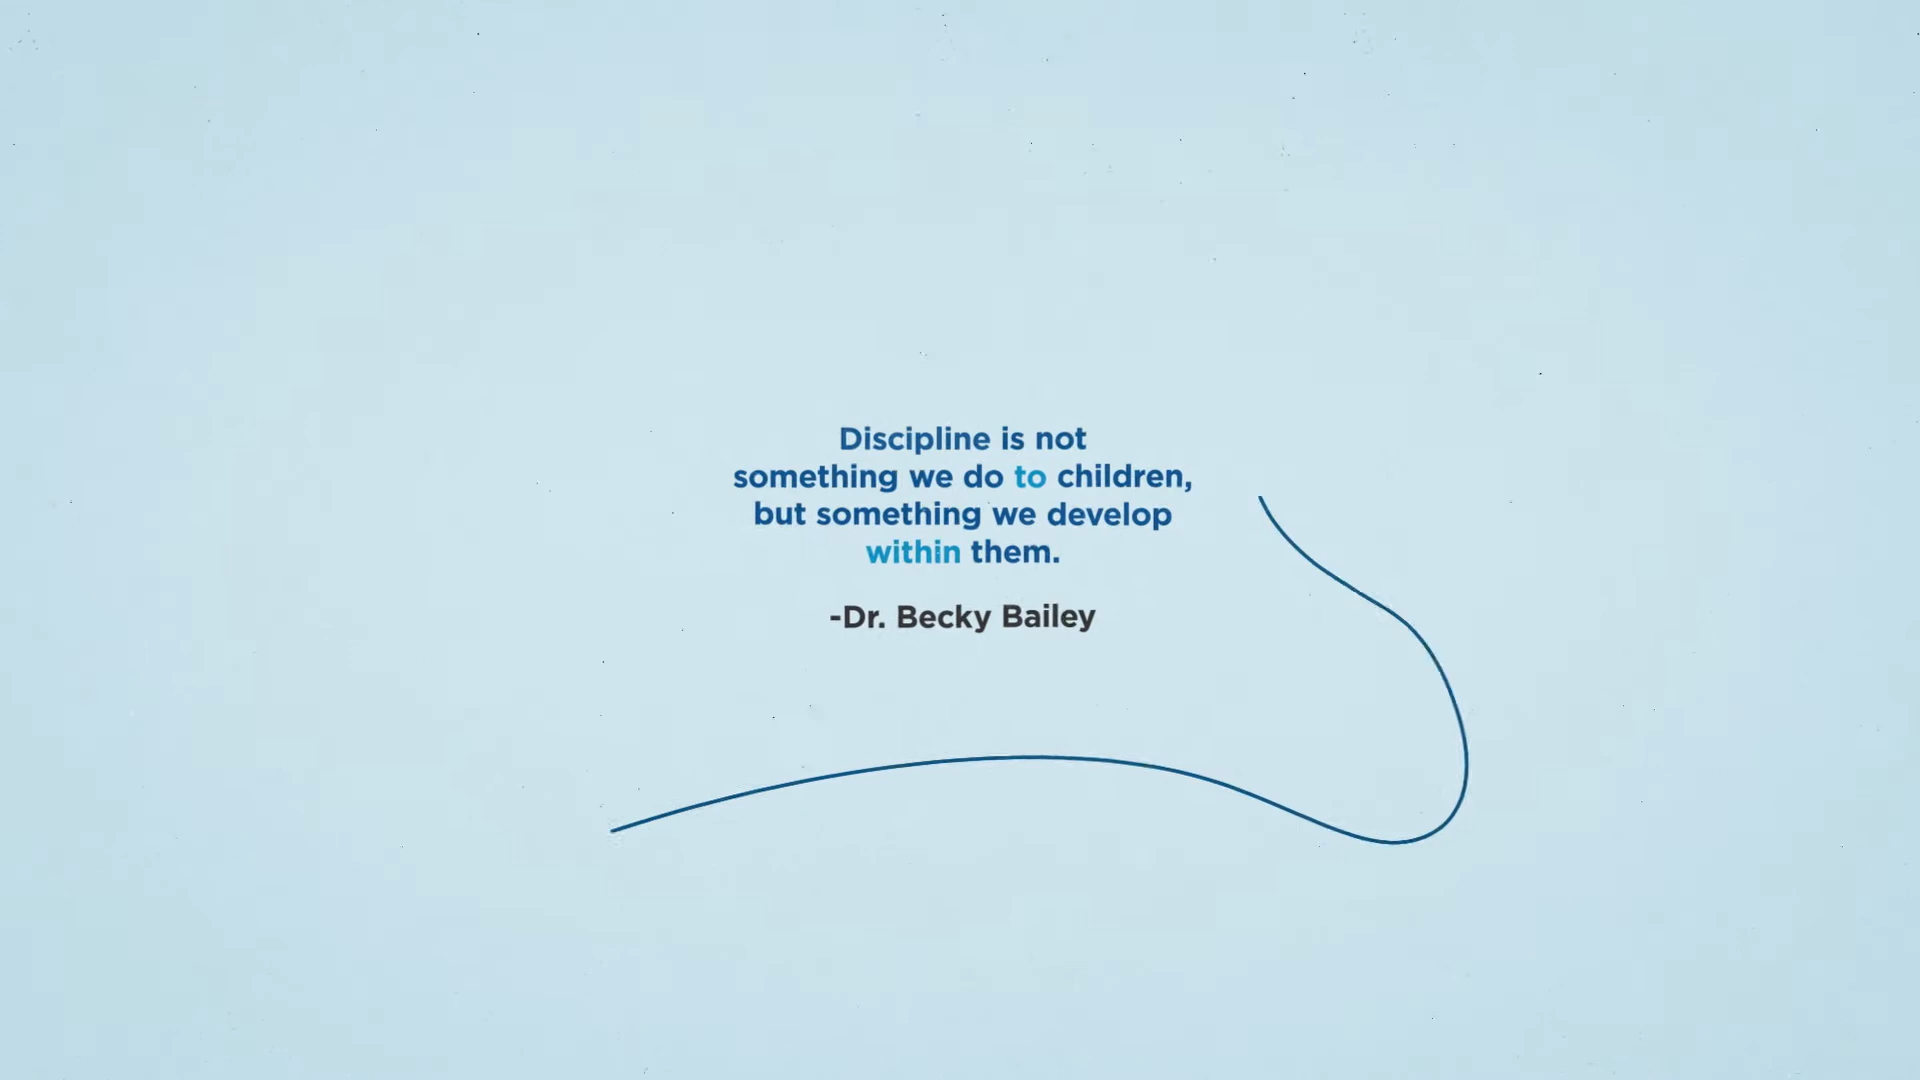 Discipline is not
something we do to children,
but something we develop
within them.
-Dr. Becky Bailey